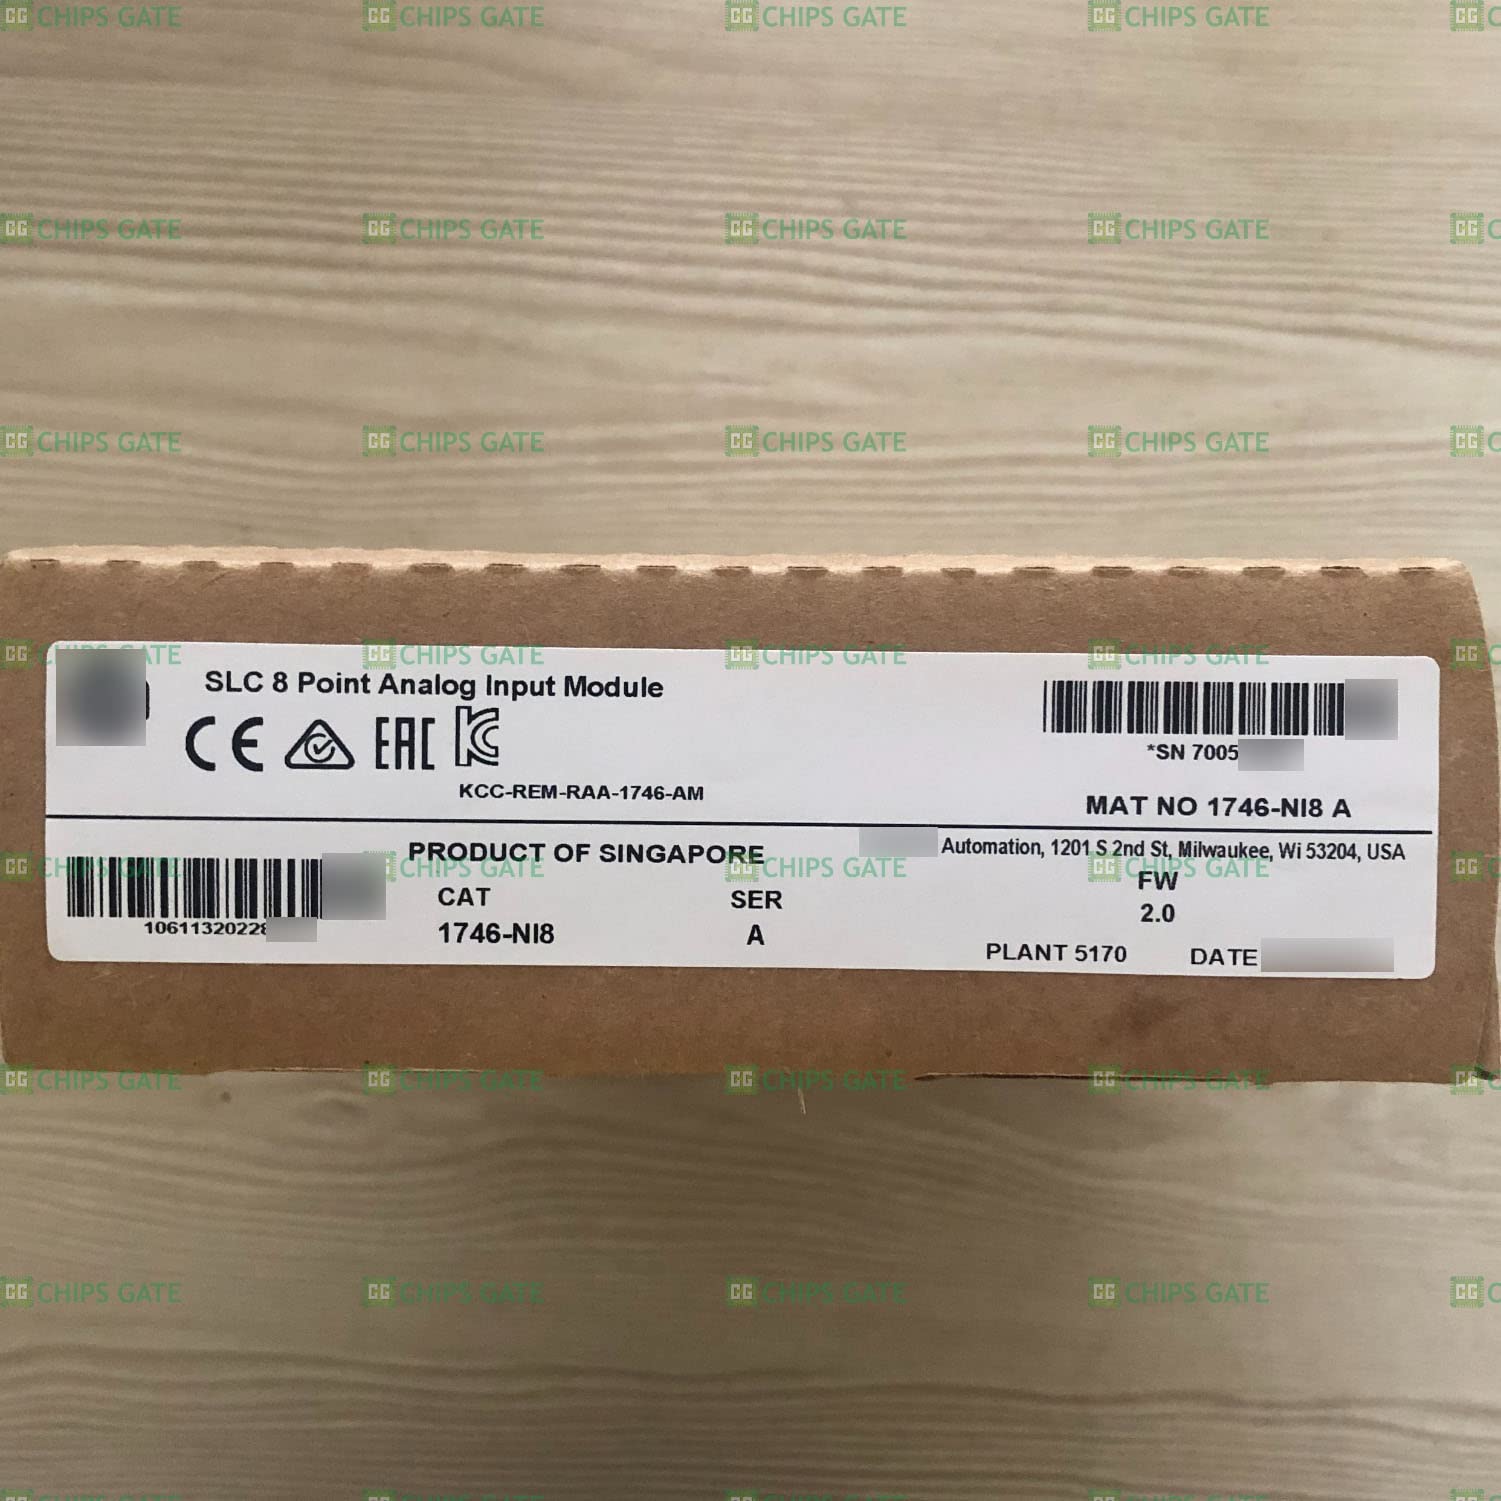 SLC 8 Point Analog Input Module
CE
EAC
KC
KCC-REM-RAA-1746-AM
*SN 7005
MAT NO 1746-NI8 A
PRODUCT OF SINGAPORE
Automation, 1201 S 2nd St, Milwaukee, Wi 53204, USA
CAT
SER
FW
1746-NI8
A
2.0
10611320228
PLANT 5170
DATE
CG CHIPS GATE